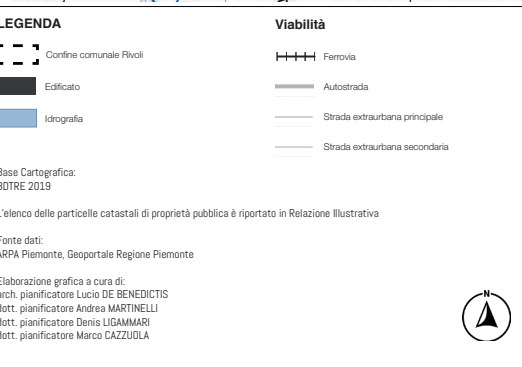 LEGENDA
Confine comunale Rivoli
Edificato
Idrografia
Viabilità
Ferrovia
Autostrada
Strada extraurbana principale
Strada extraurbana secondaria
Base Cartografica:
BDTRE 2019
L'elenco delle particelle catastali di proprietà pubblica è riportato in Relazione Illustrativa
Fonte dati:
ARPA Piemonte, Geoportale Regione Piemonte
Elaborazione grafica a cura di:
arch. pianificatore Lucio DE BENEDICTIS
dott. pianificatore Andrea MARTINELLI
dott. pianificatore Denis LIGAMMARI
dott. pianificatore Marco CAZZUOLA
N